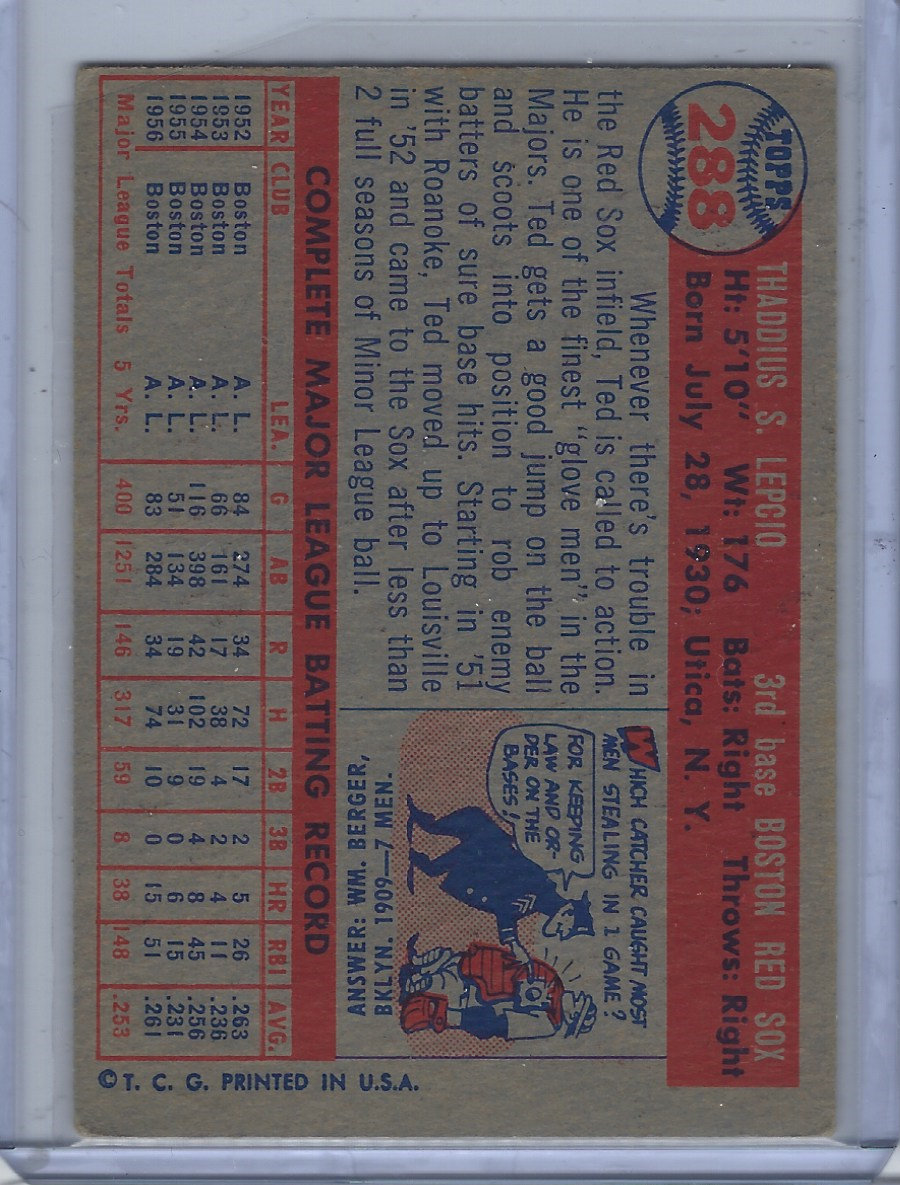 TOPPS
288
THADDIUS S. LEPCIO 3rd base BOSTON RED SOX
Ht: 5'10" Wt: 176 Bats: Right Throws: Right
Born July 28, 1930; Utica, N. Y.
Whenever there's trouble in
the Red Sox infield, Ted is called to action.
He is one of the finest "glove men" in the
Majors. Ted gets a good jump on the ball
and scoots into position to rob enemy
batters of sure base hits. Starting in '51
with Roanoke, Ted moved up to Louisville
in '52 and came to the Sox after less than
2 full seasons of Minor League ball.
WHICH CATCHER CAUGHT MOST
MEN STEALING IN 1 GAME?
FOR KEEPING
LAW AND OR-
DER ON THE
BASES!
ANSWER: WM. BERGER,
BKLYN. 1909—7 MEN.
COMPLETE MAJOR LEAGUE BATTING RECORD
YEAR CLUB LEA. G AB R H 2B 3B HR RBI AVG.
1952 Boston A. L. 84 274 34 72 17 2 5 26 .263
1953 Boston A. L. 66 161 17 38 4 2 4 11 .236
1954 Boston A. L. 116 398 42 102 19 4 8 45 .256
1955 Boston A. L. 51 134 19 31 9 0 6 15 .231
1956 Boston A. L. 83 284 34 74 10 0 15 51 .261
Major League Totals 5 Yrs. 400 1251 146 317 59 8 38 148 .253
© T. C. G. PRINTED IN U.S.A.